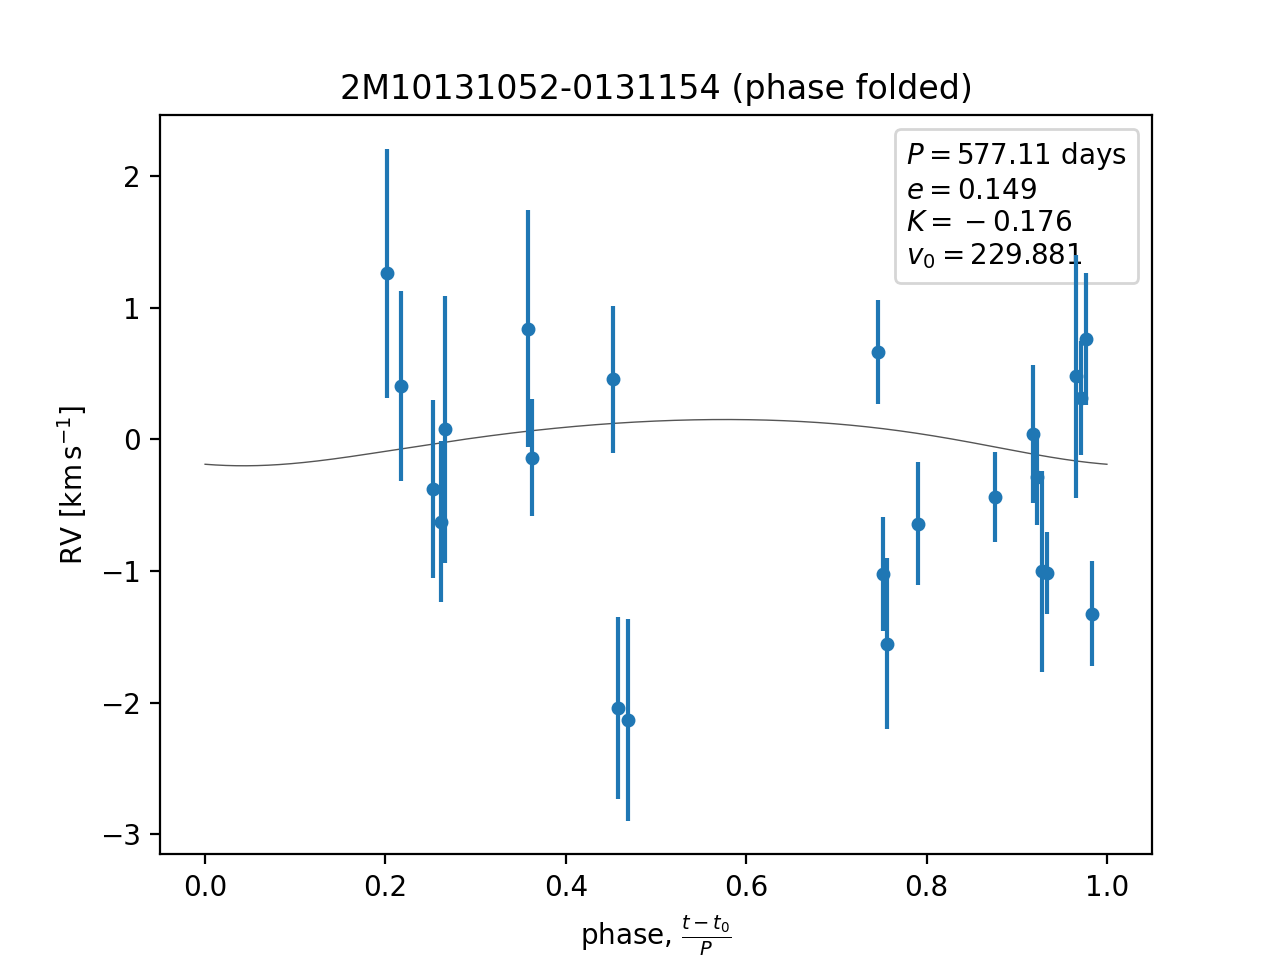 2M10131052-0131154 (phase folded)
P = 577.11 days
e = 0.149
K = −0.176
v₀ = 229.881
2
1
0
−1
−2
−3
RV [km s⁻¹]
0.0 0.2 0.4 0.6 0.8 1.0
phase, (t − t₀)/P